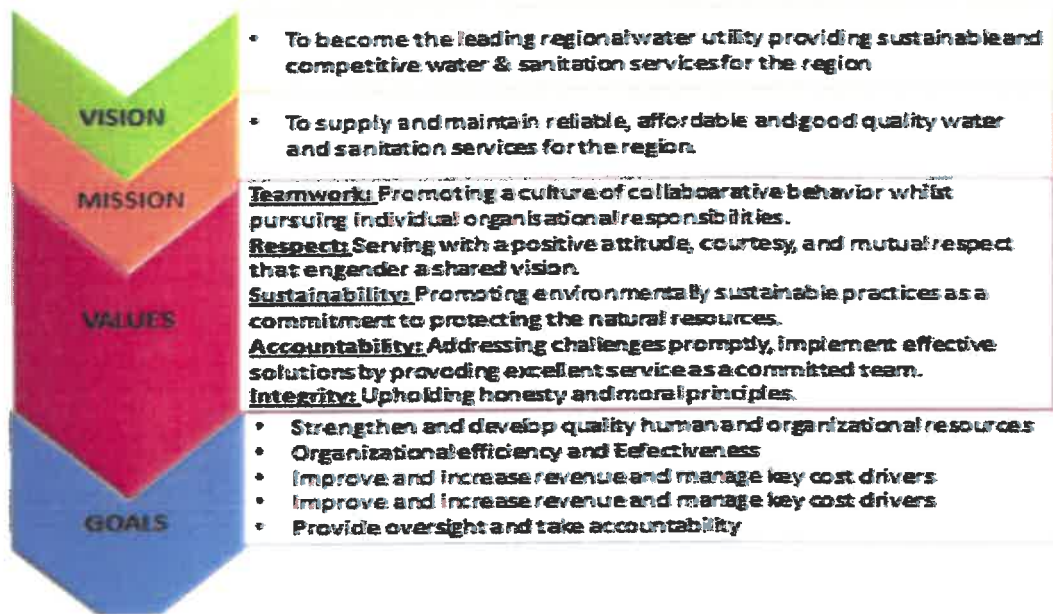 VISION
• To become the leading regional water utility providing sustainable and
competitive water & sanitation services for the region
MISSION
• To supply and maintain reliable, affordable and good quality water
and sanitation services for the region.
VALUES
Teamwork: Promoting a culture of collaboarative behavior whilst
pursuing individual organisational responsibilities.
Respect: Serving with a positive attitude, courtesy, and mutual respect
that engender a shared vision.
Sustainability: Promoting environmentally sustainable practices as a
commitment to protecting the natural resources.
Accountability: Addressing challenges promptly, implement effective
solutions by provoding excellent service as a committed team.
Integrity: Upholding honesty and moral principles.
GOALS
• Strengthen and develop quality human and organizational resources
• Organizational efficiency and Eefectiveness
• Improve and increase revenue and manage key cost drivers
• Improve and increase revenue and manage key cost drivers
• Provide oversight and take accountability